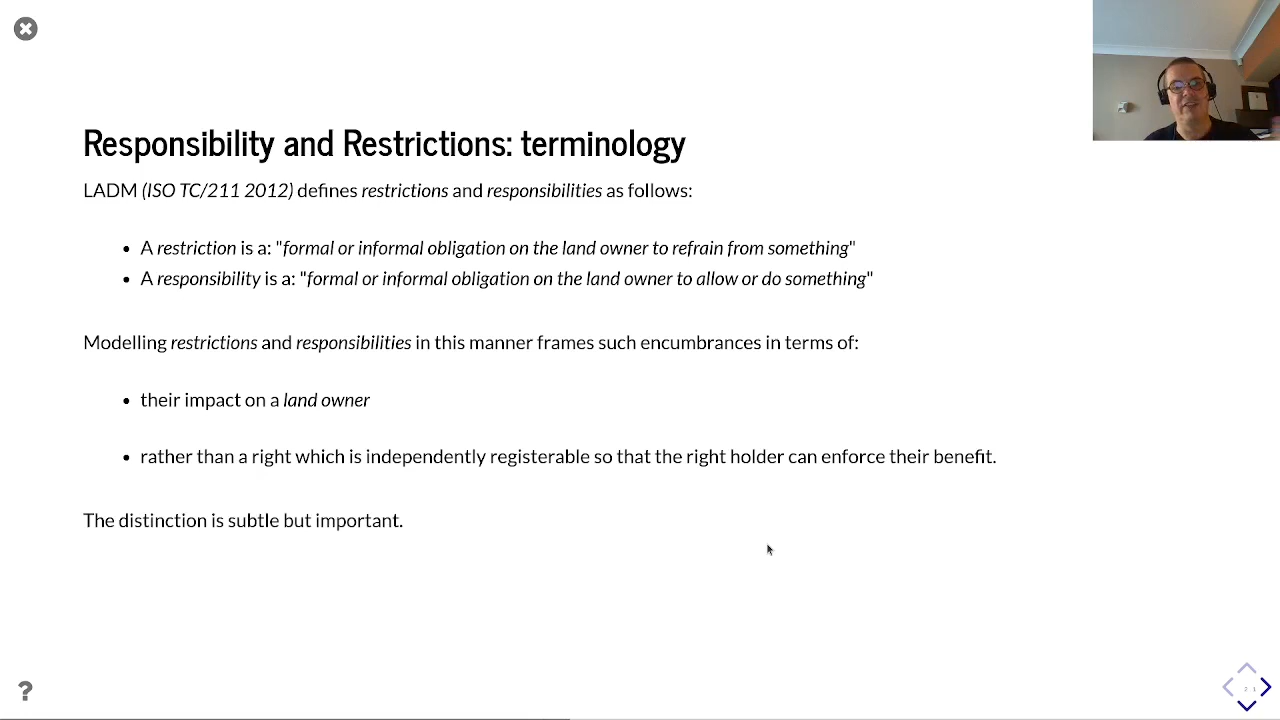 Responsibility and Restrictions: terminology
LADM (ISO TC/211 2012) defines restrictions and responsibilities as follows:
• A restriction is a: "formal or informal obligation on the land owner to refrain from something"
• A responsibility is a: "formal or informal obligation on the land owner to allow or do something"
Modelling restrictions and responsibilities in this manner frames such encumbrances in terms of:
• their impact on a land owner
• rather than a right which is independently registerable so that the right holder can enforce their benefit.
The distinction is subtle but important.
?